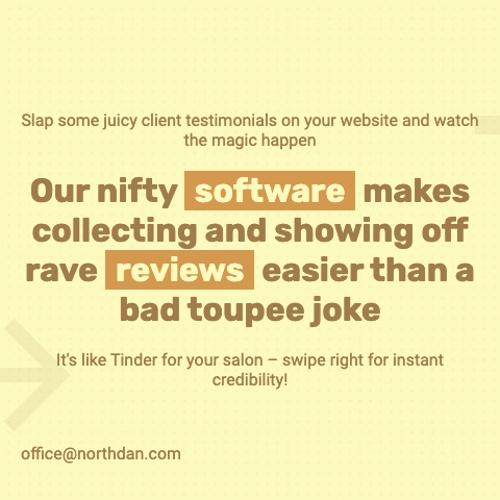 Slap some juicy client testimonials on your website and watch
the magic happen
Our nifty software makes
collecting and showing off
rave reviews easier than a
bad toupee joke
It's like Tinder for your salon – swipe right for instant
credibility!
office@northdan.com